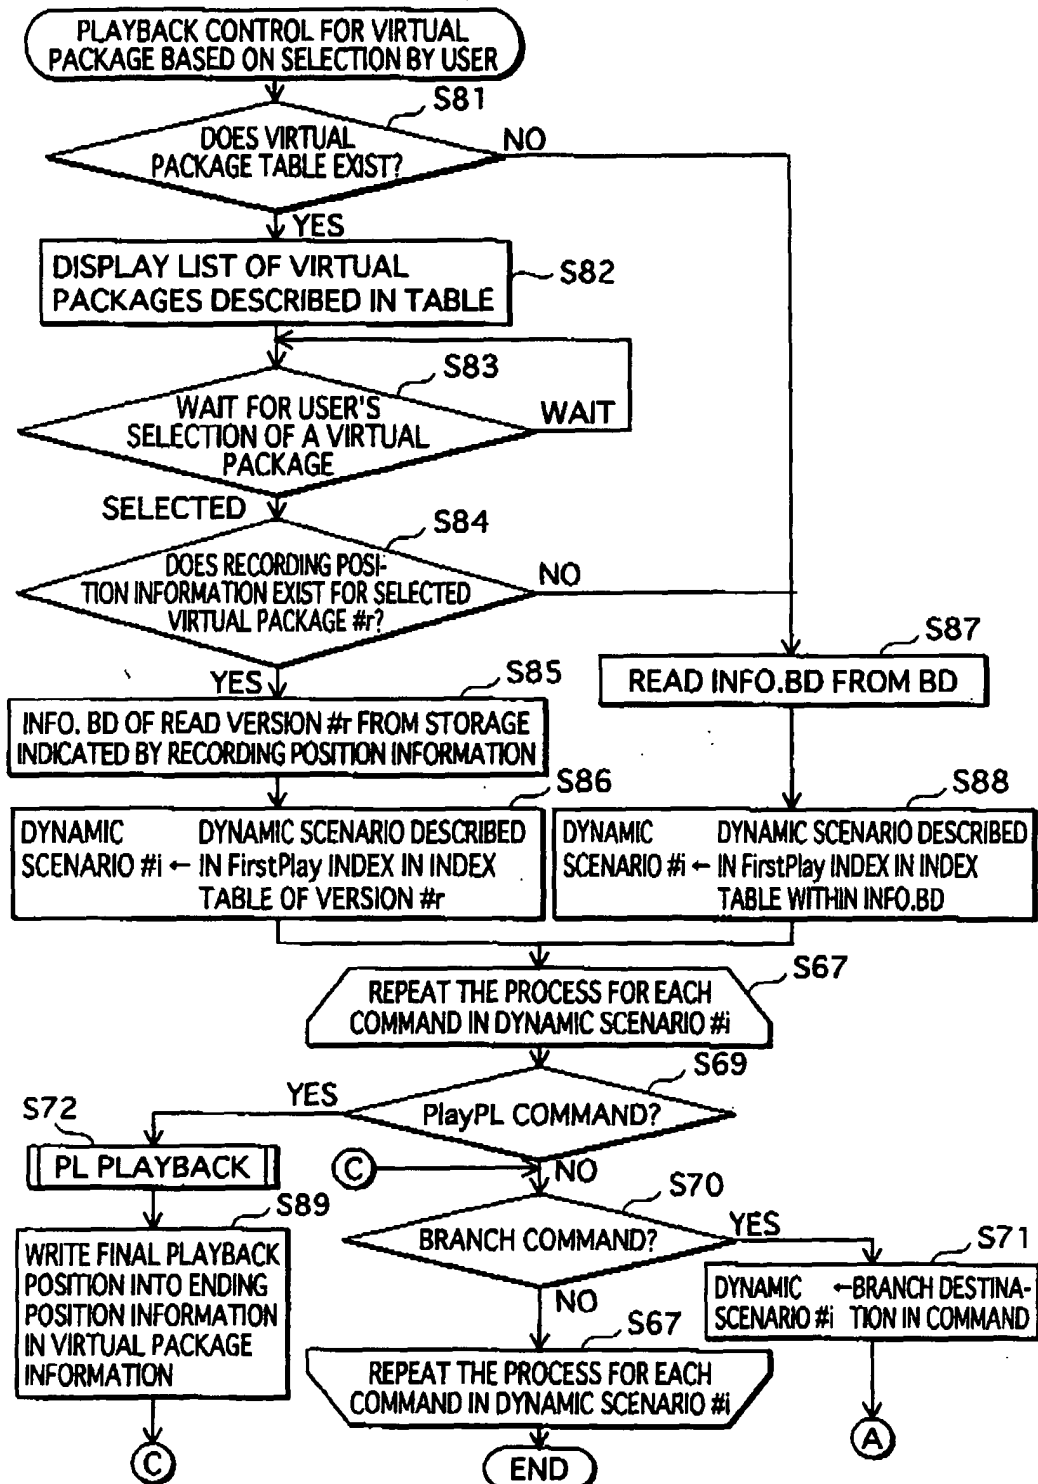 PLAYBACK CONTROL FOR VIRTUAL
PACKAGE BASED ON SELECTION BY USER
S81
DOES VIRTUAL
PACKAGE TABLE EXIST?
NO
YES
DISPLAY LIST OF VIRTUAL
PACKAGES DESCRIBED IN TABLE
S82
S83
WAIT FOR USER'S
SELECTION OF A VIRTUAL
PACKAGE
WAIT
SELECTED
S84
DOES RECORDING POSI-
TION INFORMATION EXIST FOR SELECTED
VIRTUAL PACKAGE #r?
NO
YES
S85
INFO. BD OF READ VERSION #r FROM STORAGE
INDICATED BY RECORDING POSITION INFORMATION
S87
READ INFO.BD FROM BD
S86
DYNAMIC DYNAMIC SCENARIO DESCRIBED
SCENARIO #i ← IN FirstPlay INDEX IN INDEX
TABLE OF VERSION #r
S88
DYNAMIC DYNAMIC SCENARIO DESCRIBED
SCENARIO #i ← IN FirstPlay INDEX IN INDEX
TABLE WITHIN INFO.BD
S67
REPEAT THE PROCESS FOR EACH
COMMAND IN DYNAMIC SCENARIO #i
S69
PlayPL COMMAND?
YES
S72
PL PLAYBACK
C
NO
S89
WRITE FINAL PLAYBACK
POSITION INTO ENDING
POSITION INFORMATION
IN VIRTUAL PACKAGE
INFORMATION
C
S70
BRANCH COMMAND?
YES
S71
DYNAMIC ←BRANCH DESTINA-
SCENARIO #i TION IN COMMAND
A
NO
S67
REPEAT THE PROCESS FOR EACH
COMMAND IN DYNAMIC SCENARIO #i
END